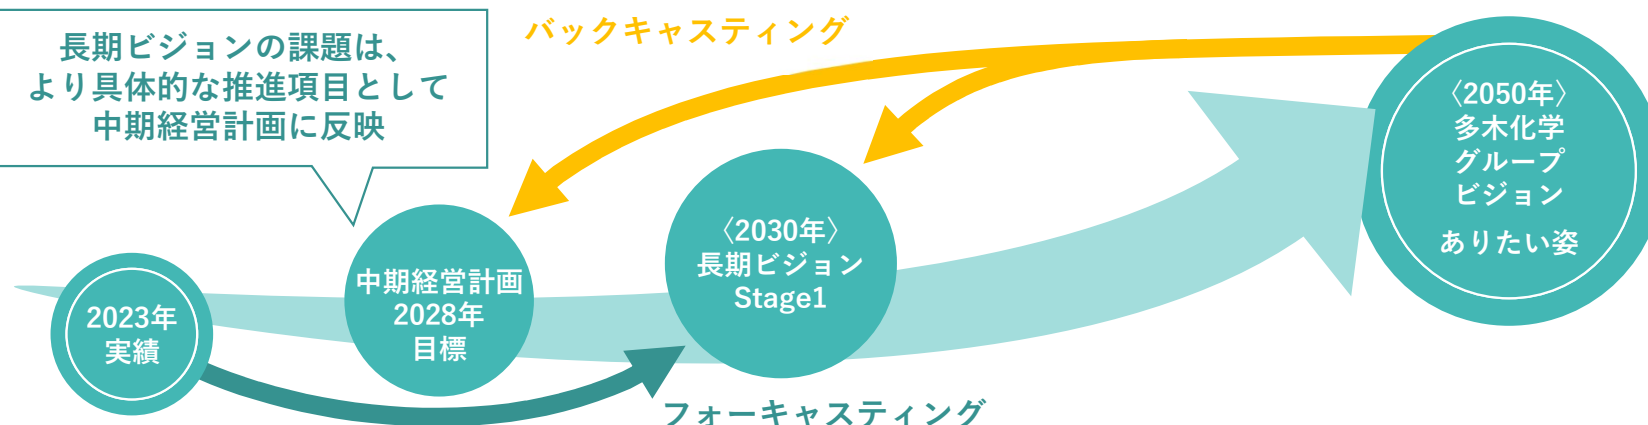 長期ビジョンの課題は、
より具体的な推進項目として
中期経営計画に反映
バックキャスティング
2023年
実績
中期経営計画
2028年
目標
〈2030年〉
長期ビジョン
Stage1
〈2050年〉
多木化学
グループ
ビジョン
ありたい姿
フォーキャスティング